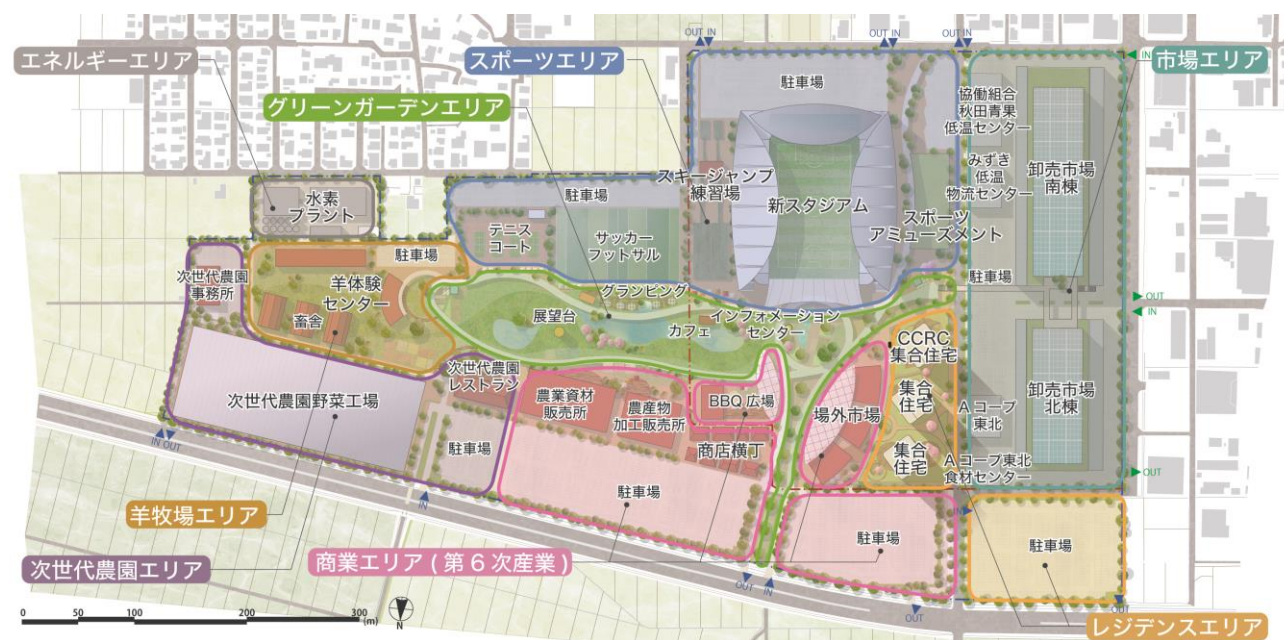 エネルギーエリア
スポーツエリア
市場エリア
グリーンガーデンエリア
OUT IN
OUT IN
OUT IN
IN
駐車場
協働組合
秋田青果
低温センター
みずき
低温
物流センター
卸売市場
南棟
水素
プラント
駐車場
スキージャンプ
練習場
新スタジアム
スポーツ
アミューズメント
テニス
コート
サッカー
フットサル
駐車場
次世代農園
事務所
羊体験
センター
畜舎
駐車場
グランピング
展望台
カフェ
インフォメーション
センター
OUT
IN
CCRC
集合住宅
集合
住宅
集合
住宅
A コープ
東北
A コープ東北
食材センター
卸売市場
北棟
OUT
次世代農園
レストラン
農業資材
販売所
農産物
加工販売所
BBQ 広場
商店横丁
場外市場
次世代農園野菜工場
駐車場
駐車場
駐車場
駐車場
IN OUT
IN
IN
OUT IN
OUT
OUT
羊牧場エリア
次世代農園エリア
商業エリア ( 第 6 次産業 )
レジデンスエリア
0 50 100 200 300
(m)
N